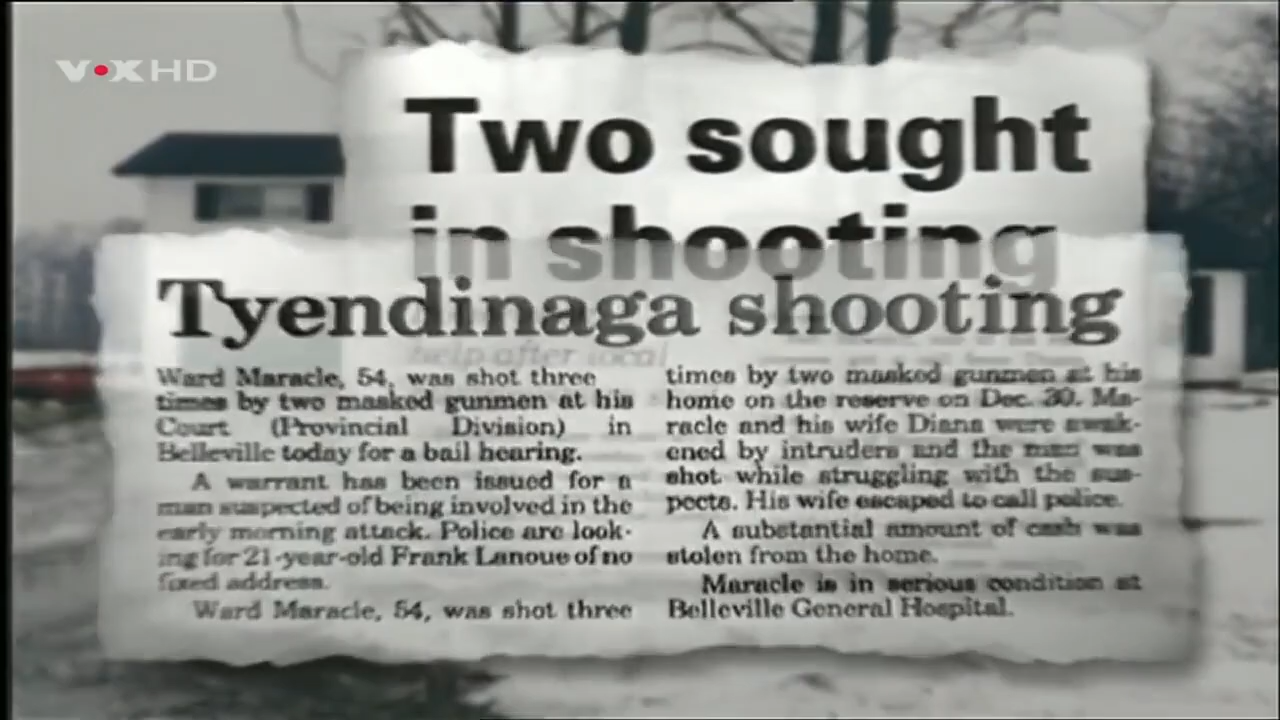 VOX HD
Two sought
in shooting
Tyendinaga shooting
help after local
Ward Maracle, 54, was shot three
times by two masked gunmen at his
Court (Provincial Division) in
Belleville today for a bail hearing.
A warrant has been issued for a
man suspected of being involved in the
early morning attack. Police are look-
ing for 21-year-old Frank Lanoue of no
fixed address.
Ward Maracle, 54, was shot three
times by two masked gunmen at his
home on the reserve on Dec. 30. Ma-
racle and his wife Diana were awak-
ened by intruders and the man was
shot while struggling with the sus-
pects. His wife escaped to call police.
A substantial amount of cash was
stolen from the home.
Maracle is in serious condition at
Belleville General Hospital.